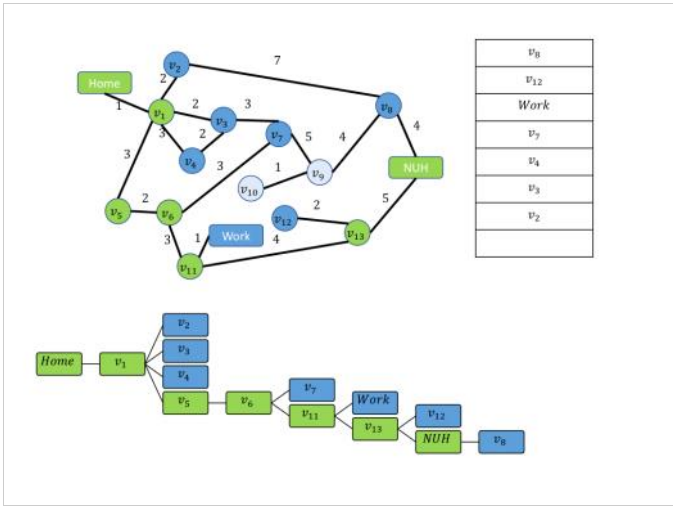 v₂
7
v₈
Home
2
1
v₁
2
3
v₃
3
2
v₄
v₇
5
4
4
3
3
1
v₉
NUH
v₁₀
v₅
2
v₆
v₁₂
2
5
3
1
Work
4
v₁₃
v₁₁
v₈
v₁₂
Work
v₇
v₄
v₃
v₂
Home
v₁
v₂
v₃
v₄
v₅
v₆
v₇
v₁₁
Work
v₁₃
v₁₂
NUH
v₈